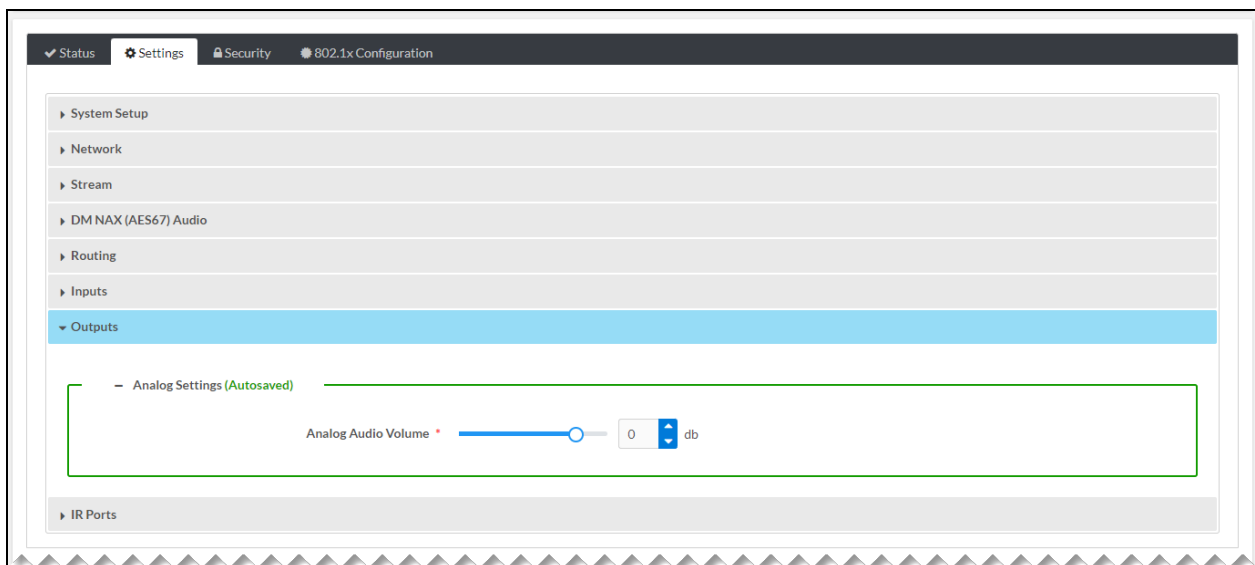 Status Settings Security 802.1x Configuration
System Setup
Network
Stream
DM NAX (AES67) Audio
Routing
Inputs
Outputs
– Analog Settings (Autosaved)
Analog Audio Volume * 0 db
IR Ports